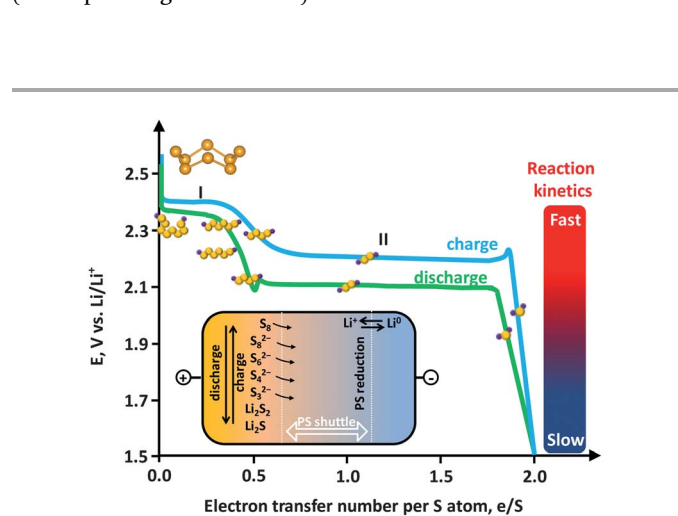 2.5
2.3
2.1
1.9
1.7
1.5
E, V vs. Li/Li⁺
I
II
charge
discharge
Reaction
kinetics
Fast
Slow
+
-
discharge
charge
S₈
S₈²⁻
S₆²⁻
S₄²⁻
S₃²⁻
Li₂S₂
Li₂S
Li⁺ Li⁰
PS reduction
PS shuttle
0.0 0.5 1.0 1.5 2.0
Electron transfer number per S atom, e/S